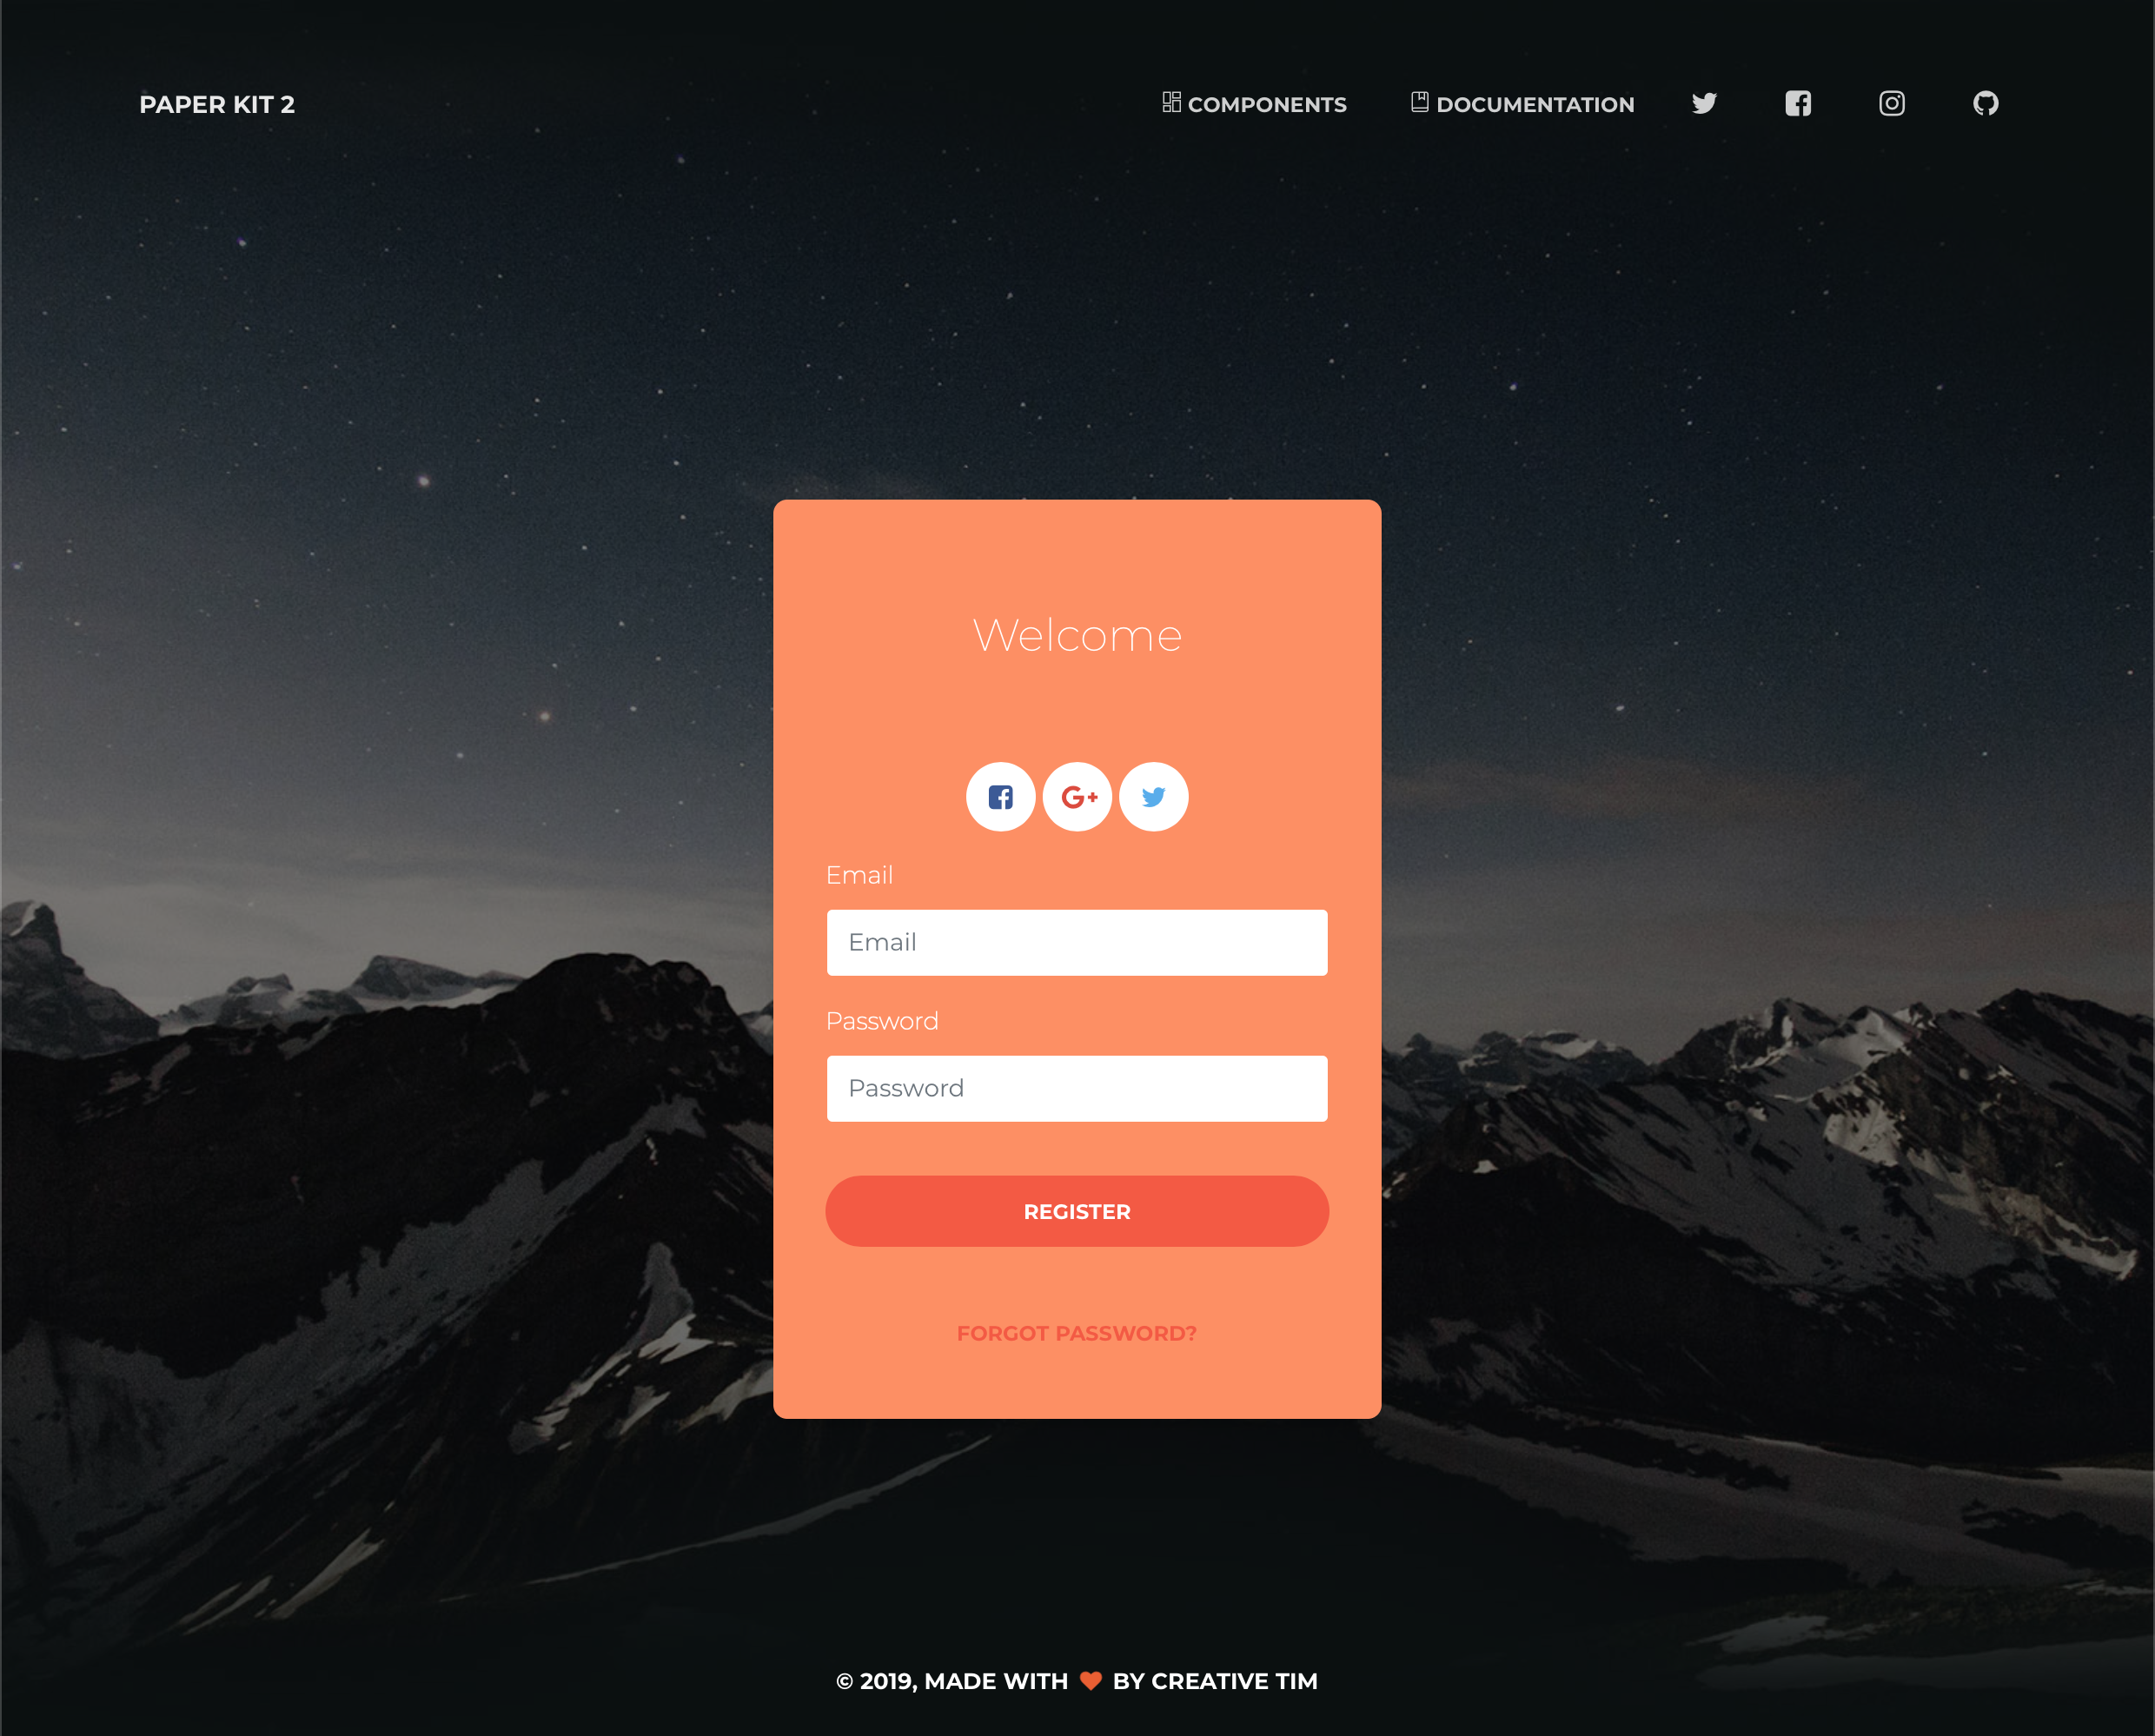 PAPER KIT 2
COMPONENTS
DOCUMENTATION
Welcome
G+
Email
Email
Password
Password
REGISTER
FORGOT PASSWORD?
© 2019, MADE WITH ♥ BY CREATIVE TIM